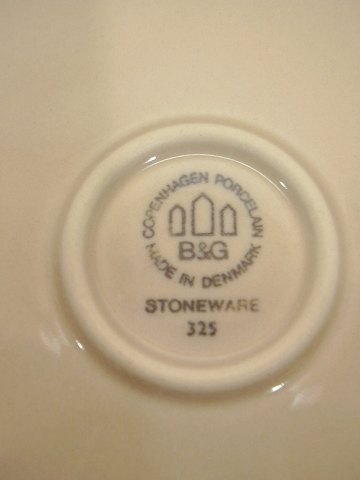 COPENHAGEN PORCELAIN
B&G
MADE IN DENMARK
STONEWARE
325